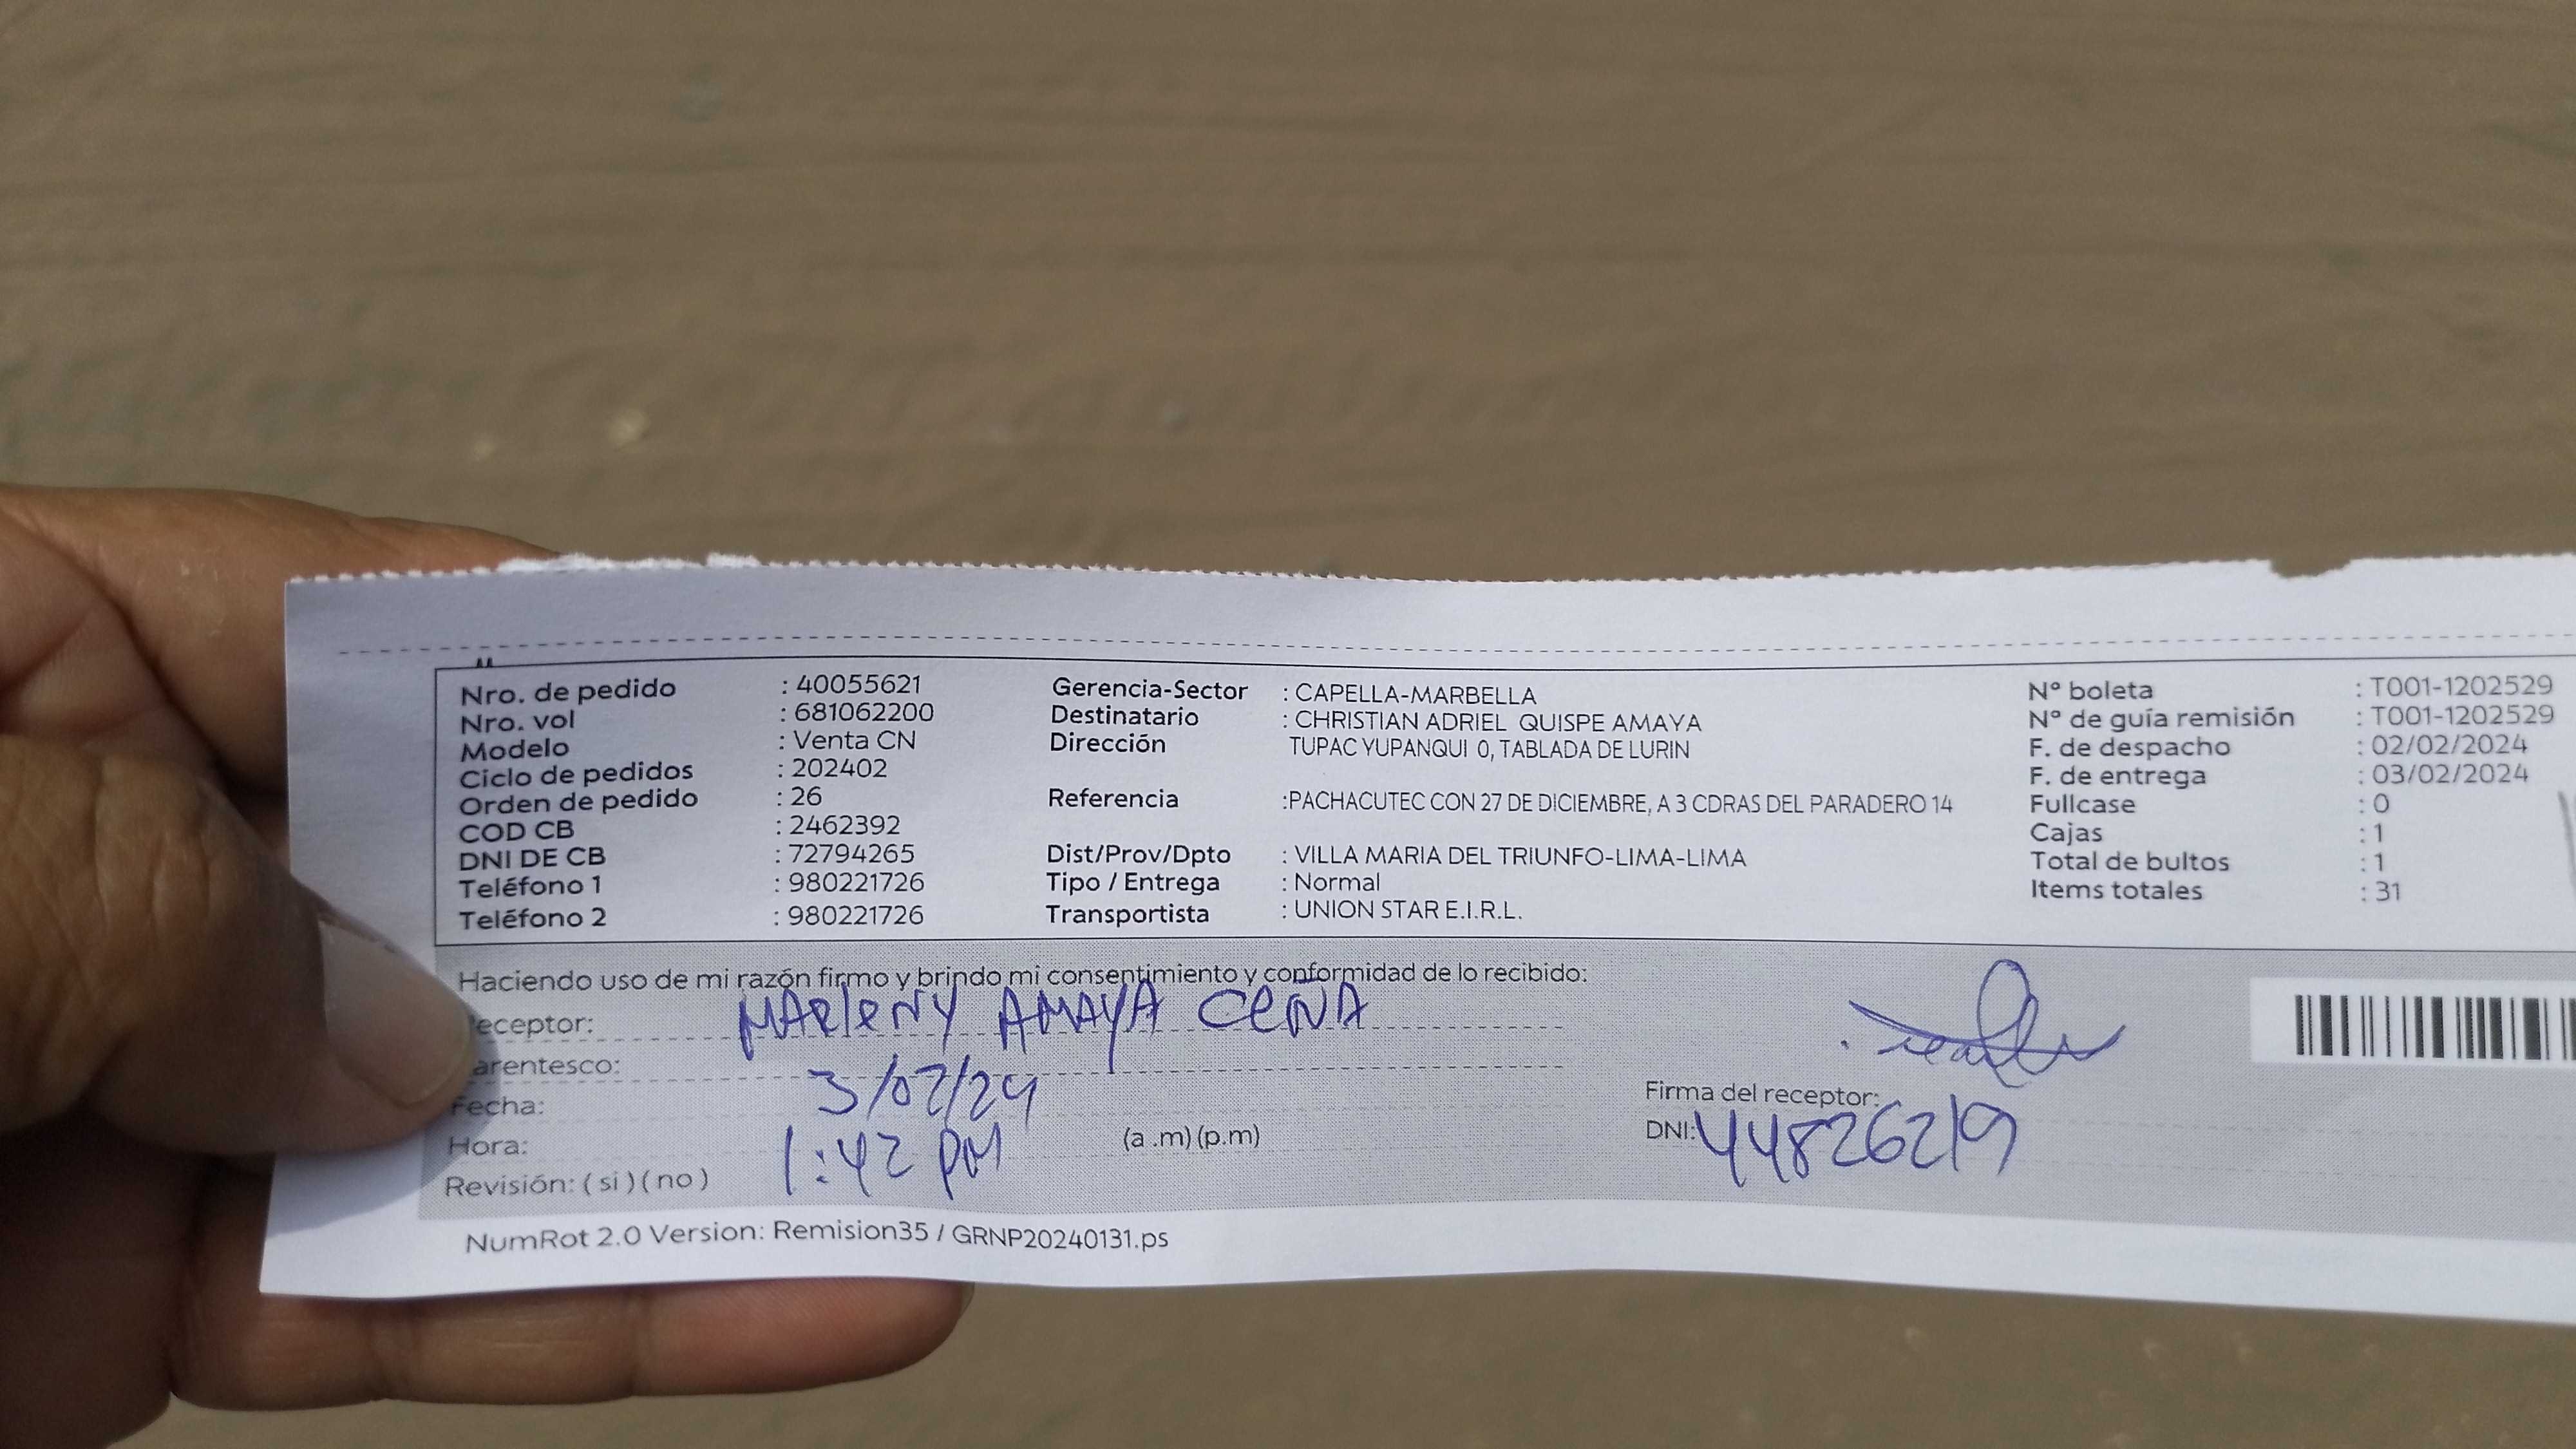 Nro. de pedido : 40055621
Nro. vol : 681062200
Modelo : Venta CN
Ciclo de pedidos : 202402
Orden de pedido : 26
COD CB : 2462392
DNI DE CB : 72794265
Teléfono 1 : 980221726
Teléfono 2 : 980221726
Gerencia-Sector : CAPELLA-MARBELLA
Destinatario : CHRISTIAN ADRIEL QUISPE AMAYA
Dirección TUPAC YUPANQUI 0, TABLADA DE LURIN
Referencia :PACHACUTEC CON 27 DE DICIEMBRE, A 3 CDRAS DEL PARADERO 14
Dist/Prov/Dpto : VILLA MARIA DEL TRIUNFO-LIMA-LIMA
Tipo / Entrega : Normal
Transportista : UNION STAR E.I.R.L.
Nº boleta : T001-1202529
Nº de guía remisión : T001-1202529
F. de despacho : 02/02/2024
F. de entrega : 03/02/2024
Fullcase : 0
Cajas : 1
Total de bultos : 1
Items totales : 31
Haciendo uso de mi razón firmo y brindo mi consentimiento y conformidad de lo recibido:
eceptor: MARleNY AMAYA CeÑA
arentesco:
Fecha: 3/02/24
Hora: 1:42 PM (a .m) (p.m)
Revisión: ( si ) ( no )
Firma del receptor:
DNI: 44826219
NumRot 2.0 Version: Remision35 / GRNP20240131.ps